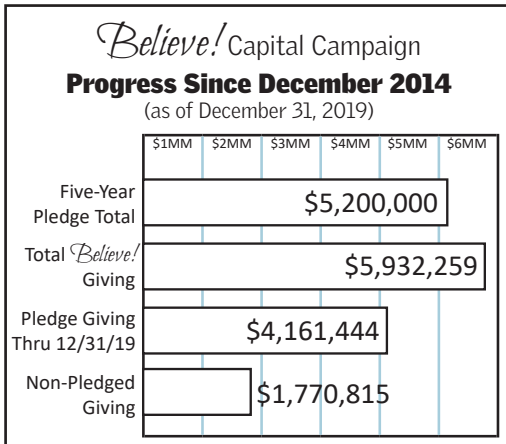 Believe! Capital Campaign
Progress Since December 2014
(as of December 31, 2019)
$1MM $2MM $3MM $4MM $5MM $6MM
Five-Year
Pledge Total
$5,200,000
Total Believe!
Giving
$5,932,259
Pledge Giving
Thru 12/31/19
$4,161,444
Non-Pledged
Giving
$1,770,815